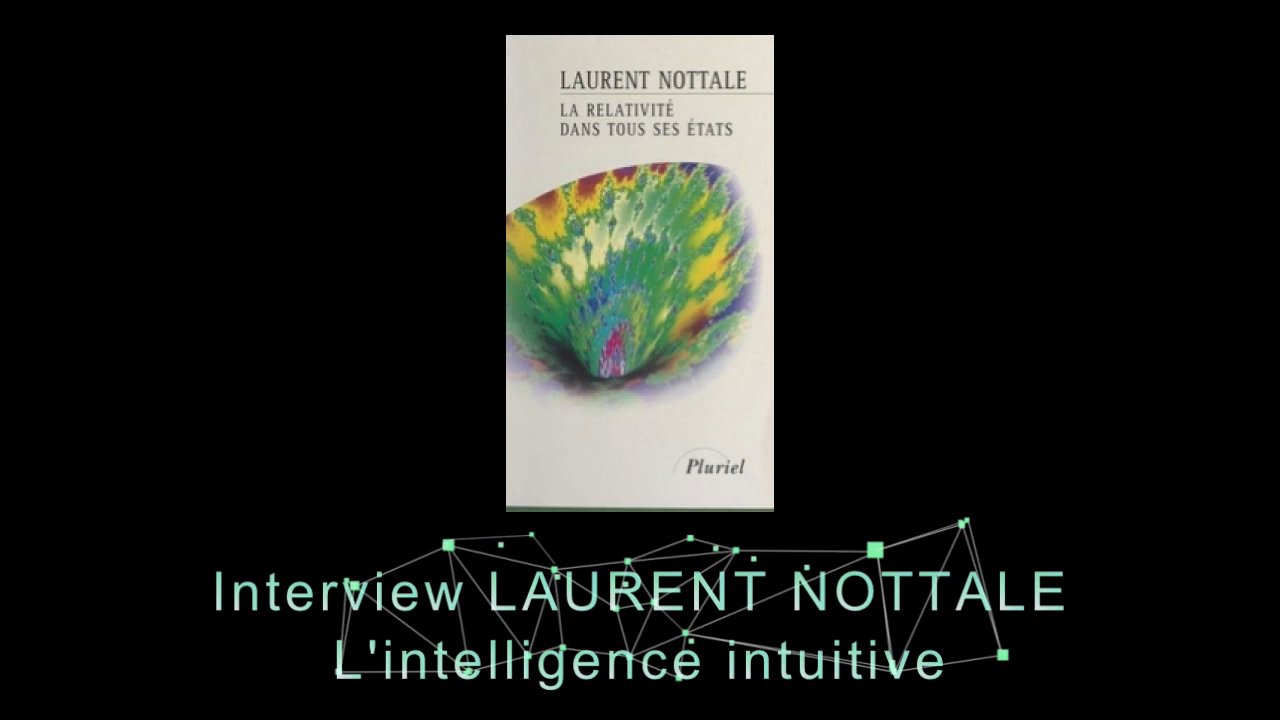 LAURENT NOTTALE
LA RELATIVITÉ
DANS TOUS SES ÉTATS
Pluriel
Interview LAURENT NOTTALE
L'intelligence intuitive